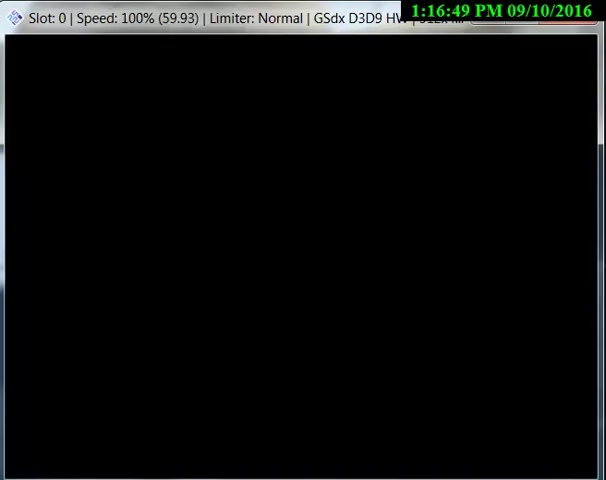 Slot: 0 | Speed: 100% (59.93) | Limiter: Normal | GSdx D3D9 HW
1:16:49 PM 09/10/2016